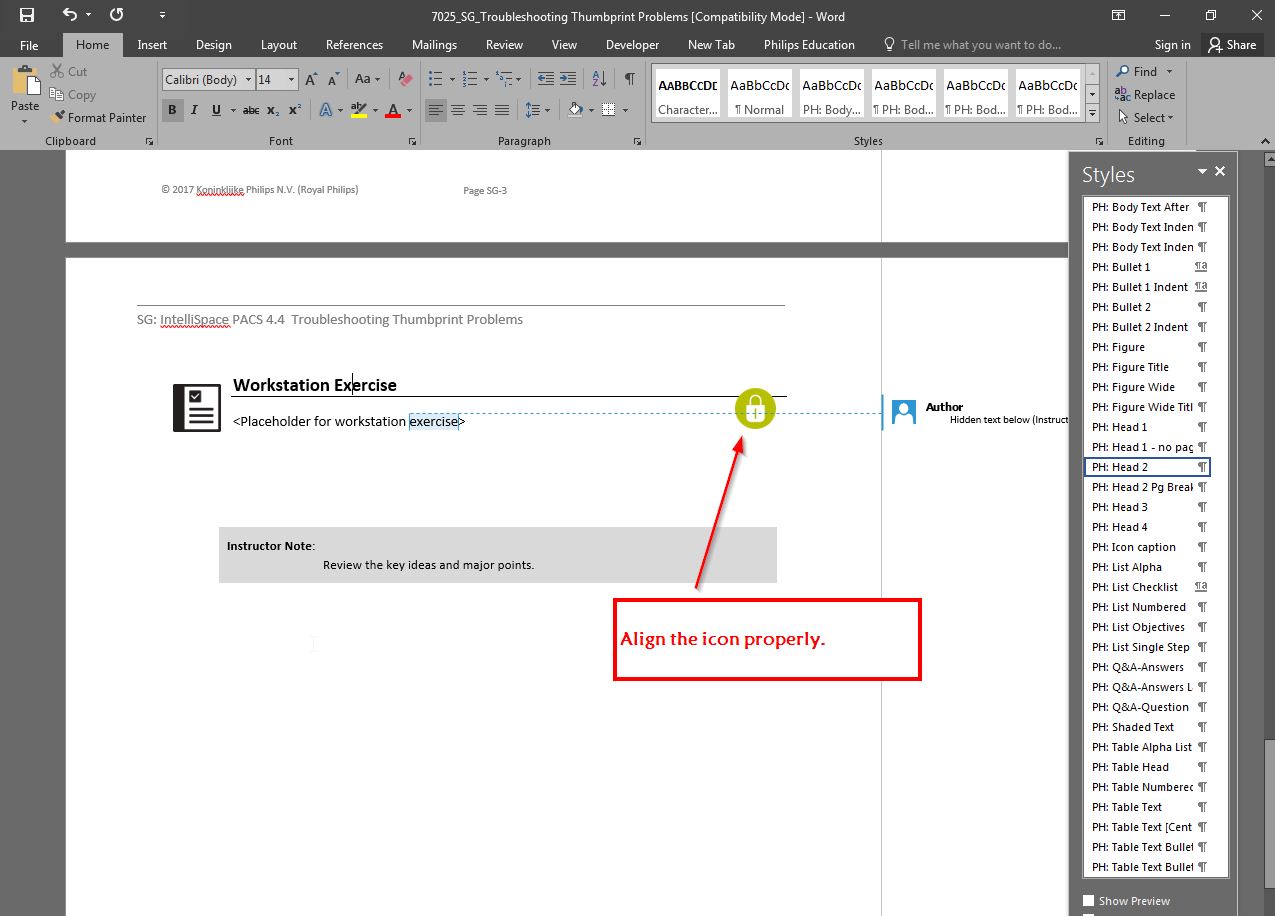 7025_SG_Troubleshooting Thumbprint Problems [Compatibility Mode] - Word
File Home Insert Design Layout References Mailings Review View Developer New Tab Philips Education Tell me what you want to do... Sign in Share
Paste
Cut
Copy
Format Painter
Clipboard
Calibri (Body) 14 A A Aa
B I U abc x₂ x² A ab A
Font
Paragraph
AABBCCDE AaBbCcDc AaBbCcDc AaBbCcDc AaBbCcDc AaBbCcDc
Character... ¶ Normal PH: Body... ¶ PH: Bod... ¶ PH: Bod... ¶ PH: Bod...
Styles
Find
Replace
Select
Editing
© 2017 Koninklijke Philips N.V. (Royal Philips) Page SG-3
SG: IntelliSpace PACS 4.4 Troubleshooting Thumbprint Problems
Workstation Exercise
<Placeholder for workstation exercise>
Author
Hidden text below (Instruct
Instructor Note:
Review the key ideas and major points.
Align the icon properly.
Styles
PH: Body Text After ¶
PH: Body Text Inden ¶
PH: Body Text Inden ¶
PH: Bullet 1 ¶a
PH: Bullet 1 Indent ¶a
PH: Bullet 2 ¶
PH: Bullet 2 Indent ¶
PH: Figure ¶
PH: Figure Title ¶
PH: Figure Wide ¶
PH: Figure Wide Titl ¶
PH: Head 1 ¶
PH: Head 1 - no pag ¶
PH: Head 2 ¶
PH: Head 2 Pg Break ¶
PH: Head 3 ¶
PH: Head 4 ¶
PH: Icon caption ¶
PH: List Alpha ¶
PH: List Checklist ¶a
PH: List Numbered ¶
PH: List Objectives ¶
PH: List Single Step ¶
PH: Q&A-Answers ¶
PH: Q&A-Answers L ¶
PH: Q&A-Question ¶
PH: Shaded Text ¶
PH: Table Alpha List ¶
PH: Table Head ¶
PH: Table Numbered ¶
PH: Table Text ¶
PH: Table Text [Cent ¶
PH: Table Text Bullet ¶
PH: Table Text Bullet ¶
Show Preview